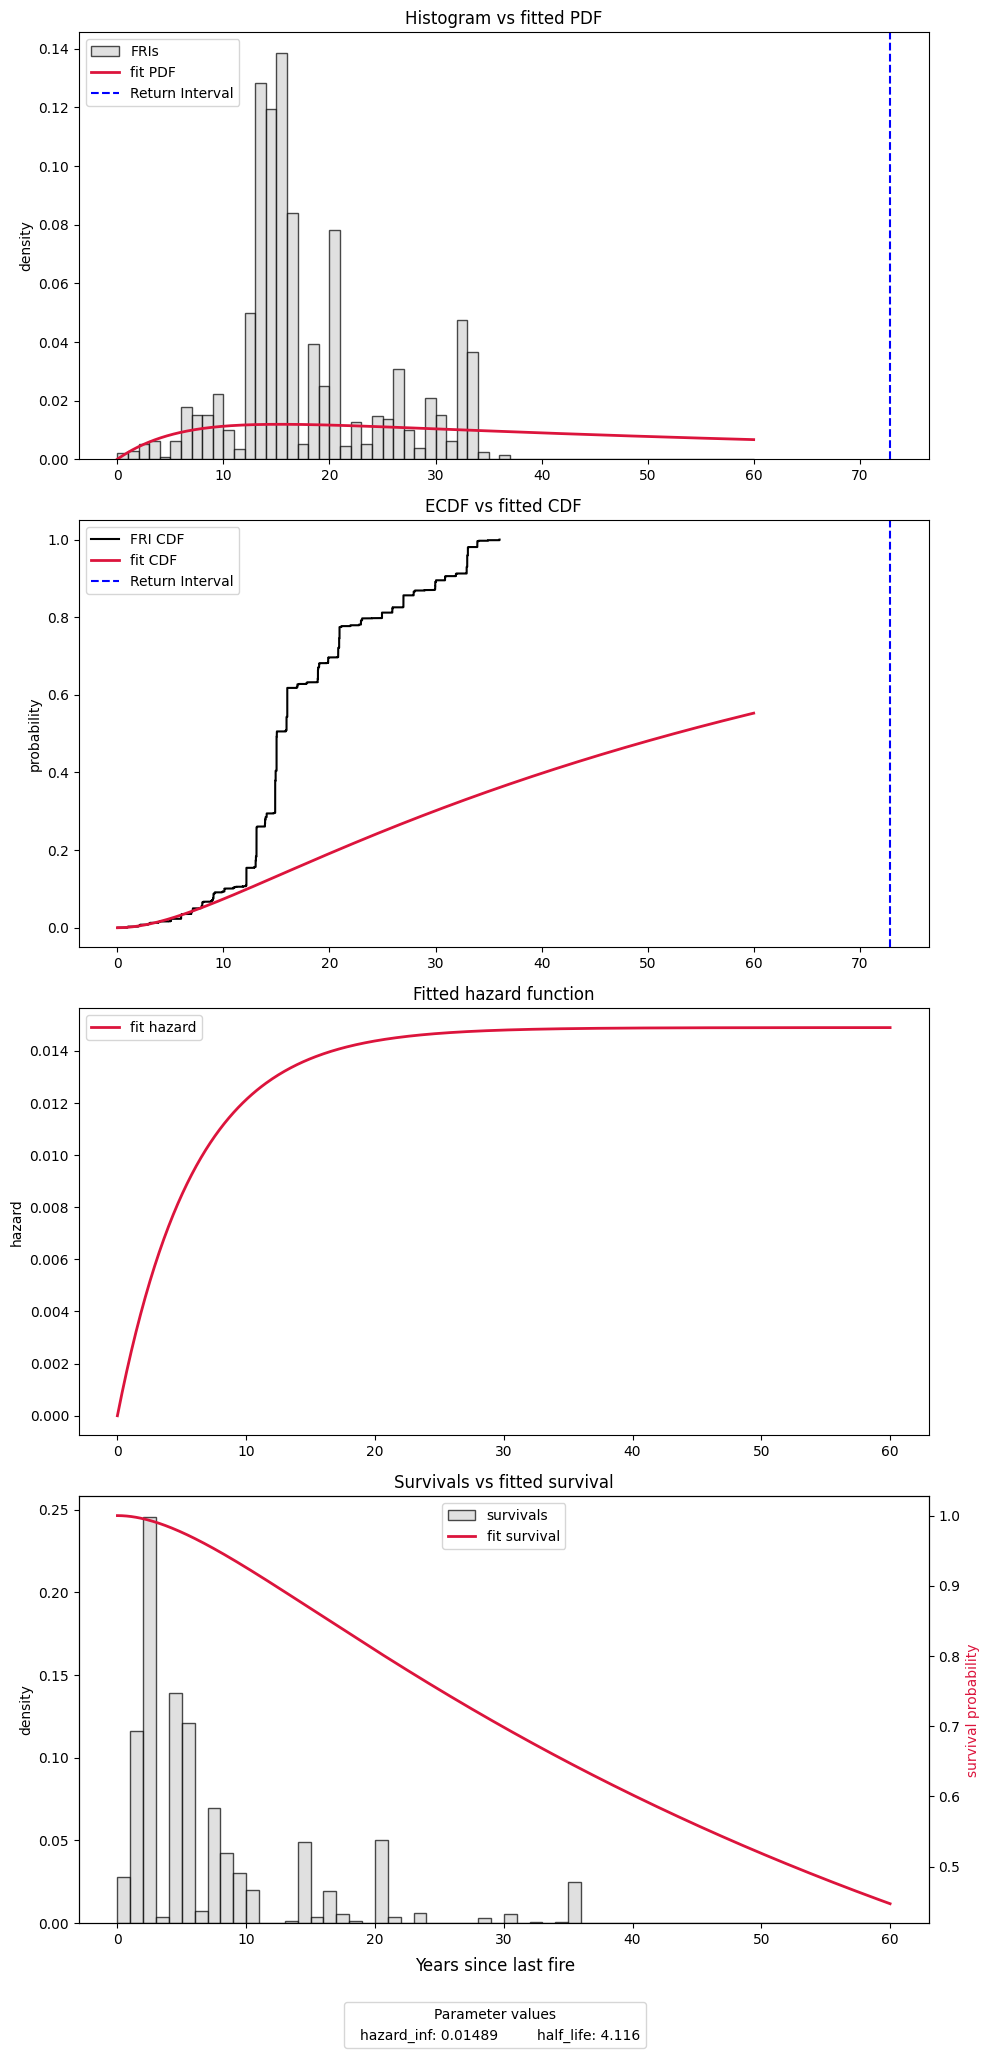 Histogram vs fitted PDF
FRIs
fit PDF
Return Interval
density
0.14
0.12
0.10
0.08
0.06
0.04
0.02
0.00
0 10 20 30 40 50 60 70
ECDF vs fitted CDF
FRI CDF
fit CDF
Return Interval
probability
1.0
0.8
0.6
0.4
0.2
0.0
0 10 20 30 40 50 60 70
Fitted hazard function
fit hazard
hazard
0.014
0.012
0.010
0.008
0.006
0.004
0.002
0.000
0 10 20 30 40 50 60
Survivals vs fitted survival
survivals
fit survival
density
0.25
0.20
0.15
0.10
0.05
0.00
1.0
0.9
0.8
0.7
0.6
0.5
survival probability
0 10 20 30 40 50 60
Years since last fire
Parameter values
hazard_inf: 0.01489 half_life: 4.116